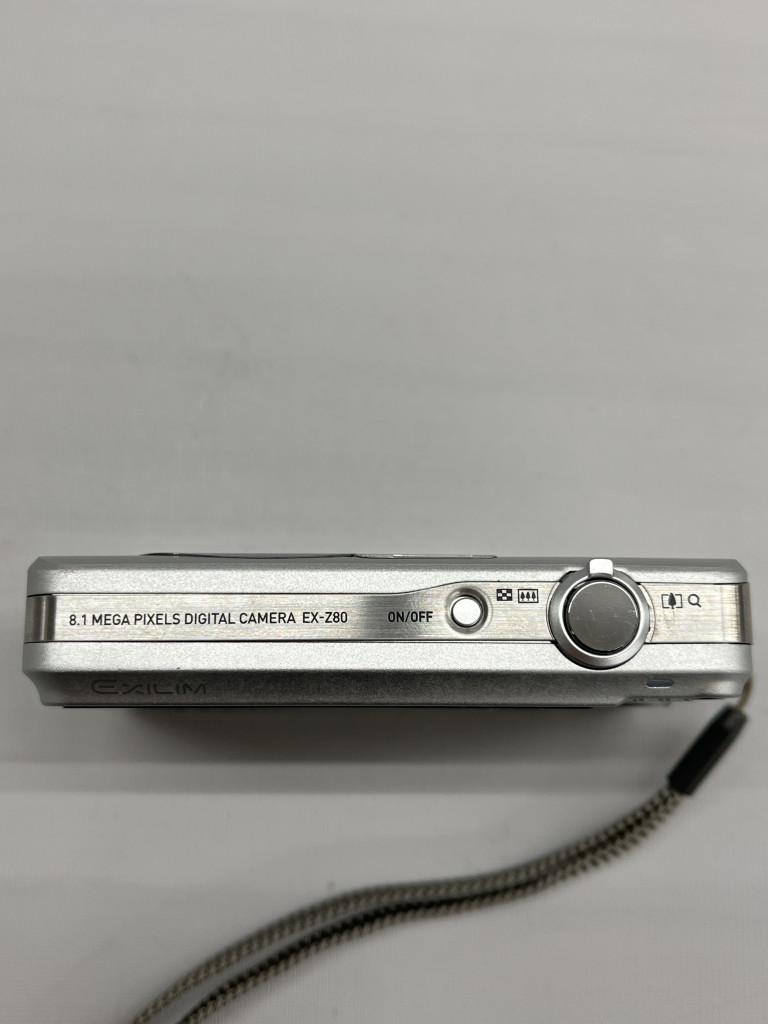 8.1 MEGA PIXELS DIGITAL CAMERA EX-Z80 ON/OFF
EXILIM